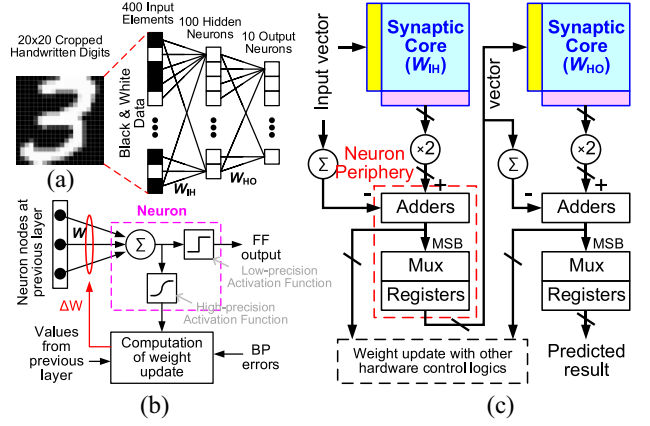 400 Input
Elements
100 Hidden
Neurons
10 Output
Neurons
20x20 Cropped
Handwritten Digits
Black & White
Data
W_IH
W_HO
(a)
Neuron nodes at
previous layer
W
Neuron
Σ
FF
output
Low-precision
Activation Function
High-precision
Activation Function
ΔW
Values from
previous
layer
Computation
of weight
update
BP
errors
(b)
Input vector
Synaptic
Core
(W_IH)
×2
Σ
Neuron
Periphery
-
+
Adders
MSB
Mux
Registers
vector
Synaptic
Core
(W_HO)
×2
Σ
-
+
Adders
MSB
Mux
Registers
Weight update with other
hardware control logics
Predicted
result
(c)